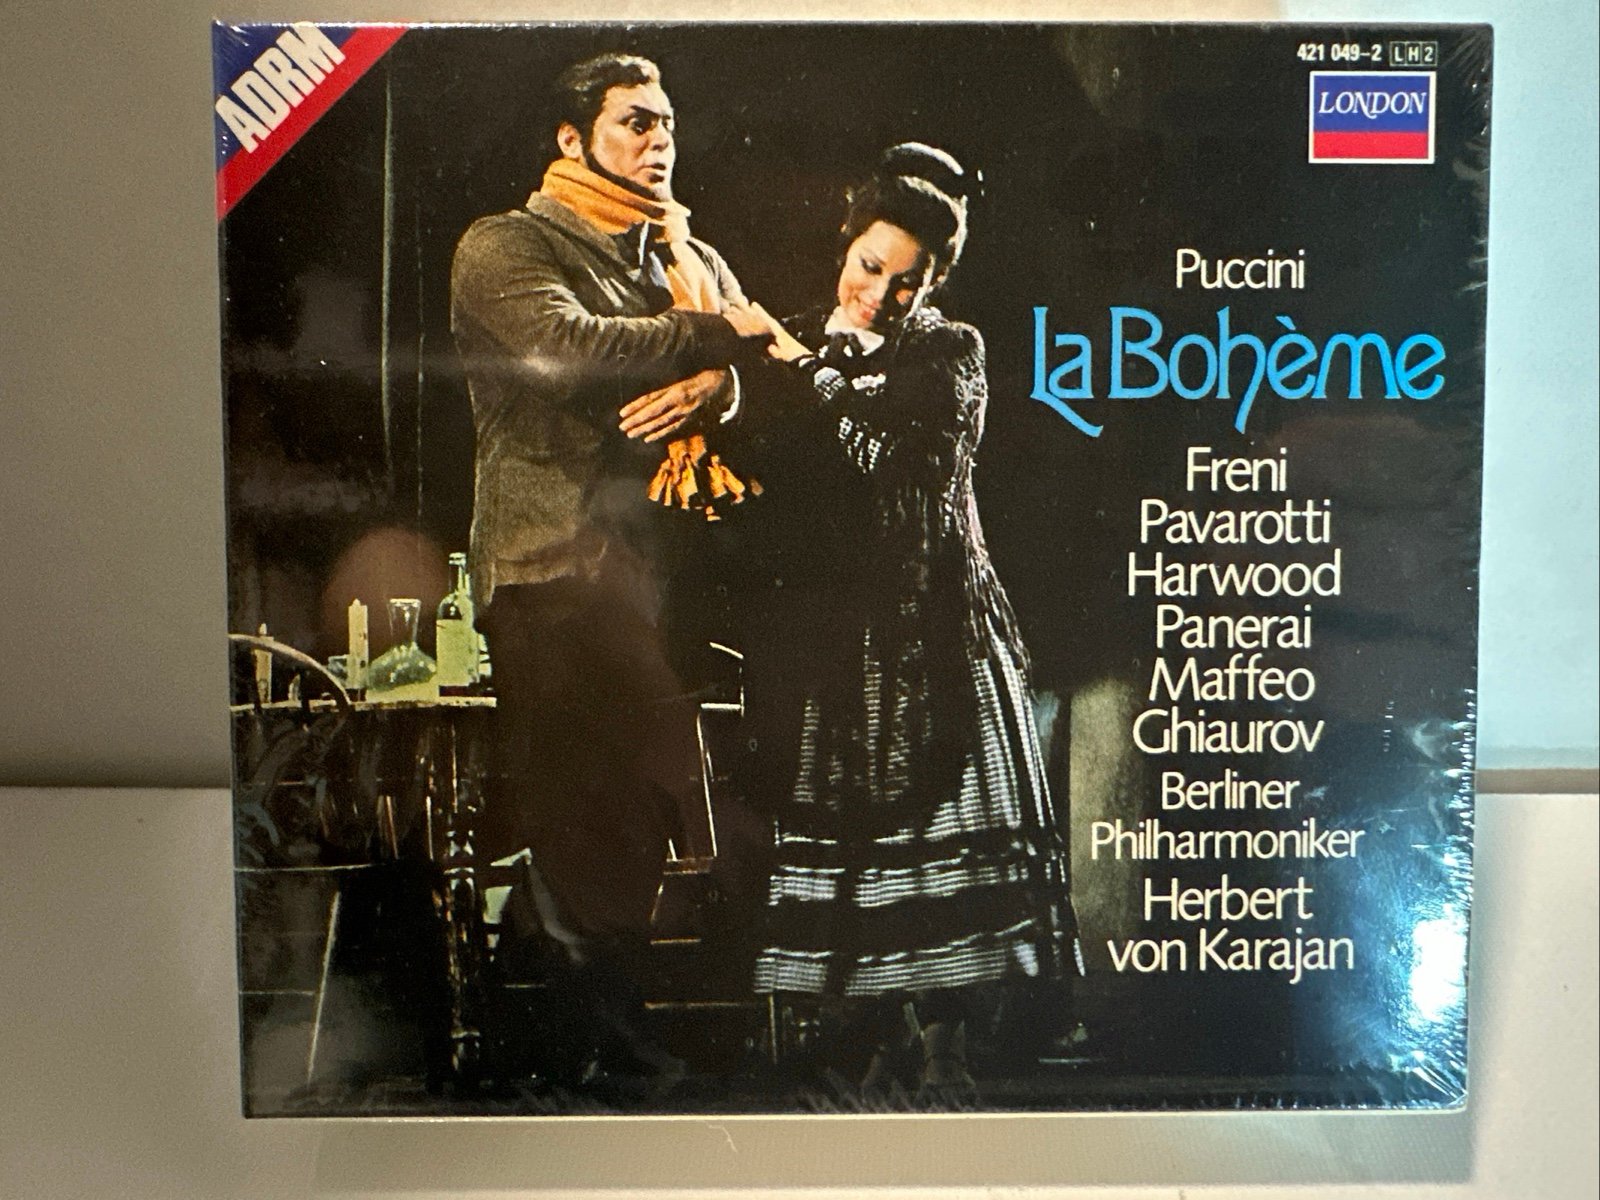 ADRM
421 049-2 LH2
LONDON
Puccini
La Bohème
Freni
Pavarotti
Harwood
Panerai
Maffeo
Ghiaurov
Berliner
Philharmoniker
Herbert
von Karajan